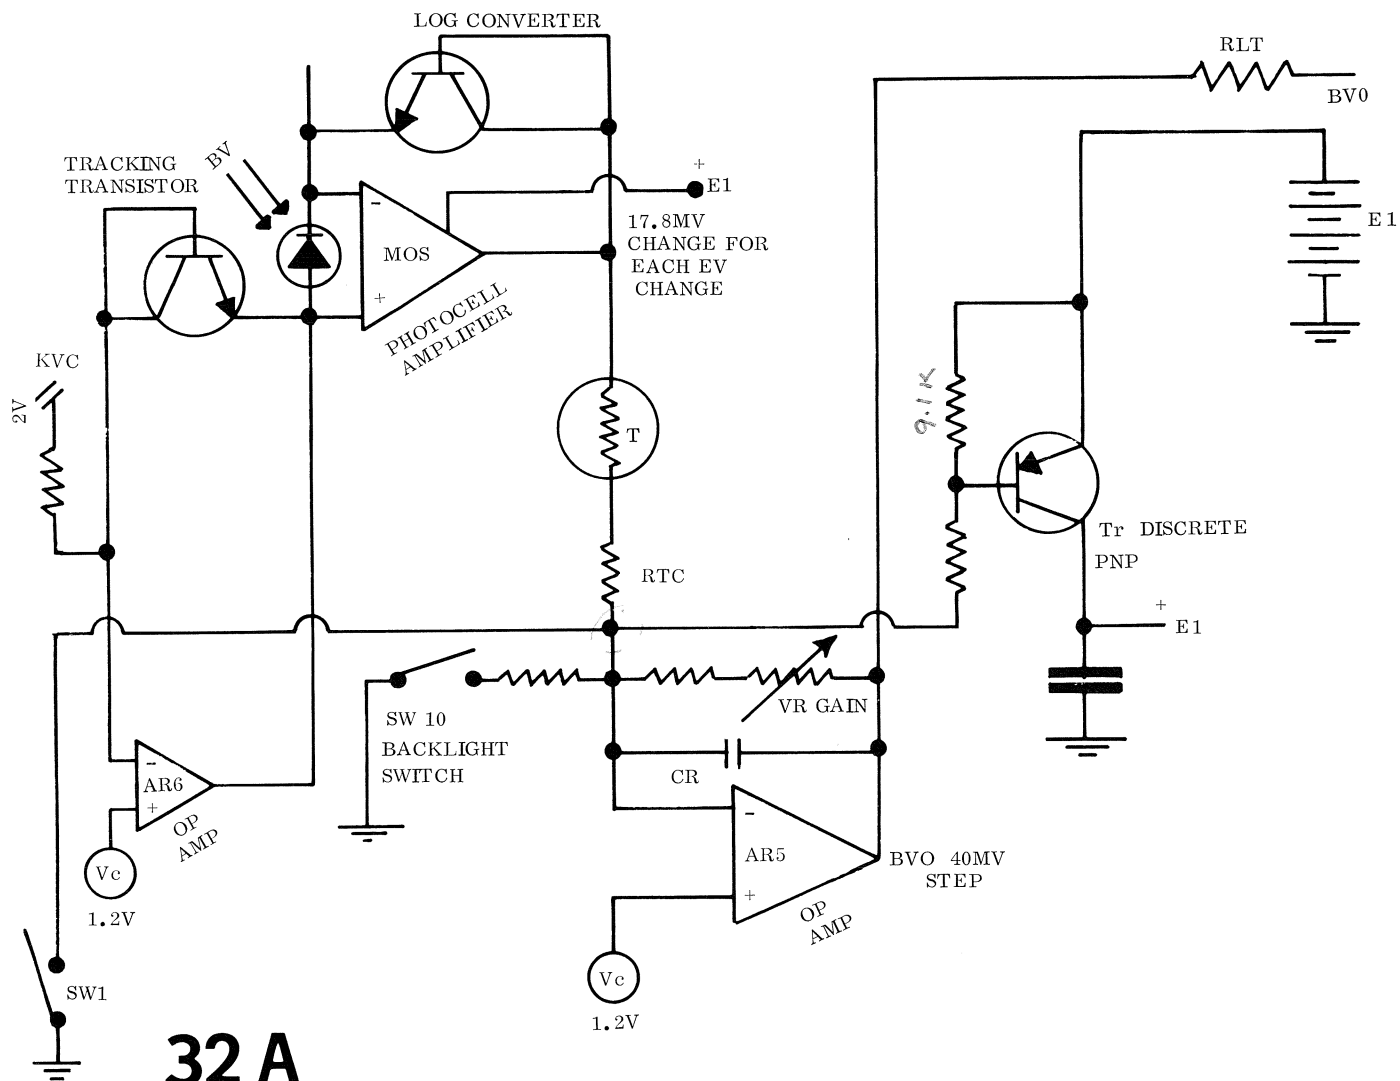 LOG CONVERTER
RLT
BV0
TRACKING
TRANSISTOR
BV
+
E1
-
MOS
+
17.8MV
CHANGE FOR
EACH EV
CHANGE
E1
PHOTOCELL
AMPLIFIER
KVC
2V
9.1K
T
Tr DISCRETE
PNP
RTC
+
E1
VR GAIN
SW 10
BACKLIGHT
SWITCH
CR
-
AR6
+
OP
AMP
-
AR5
+
OP
AMP
BVO 40MV
STEP
Vc
1.2V
Vc
1.2V
SW1
32 A